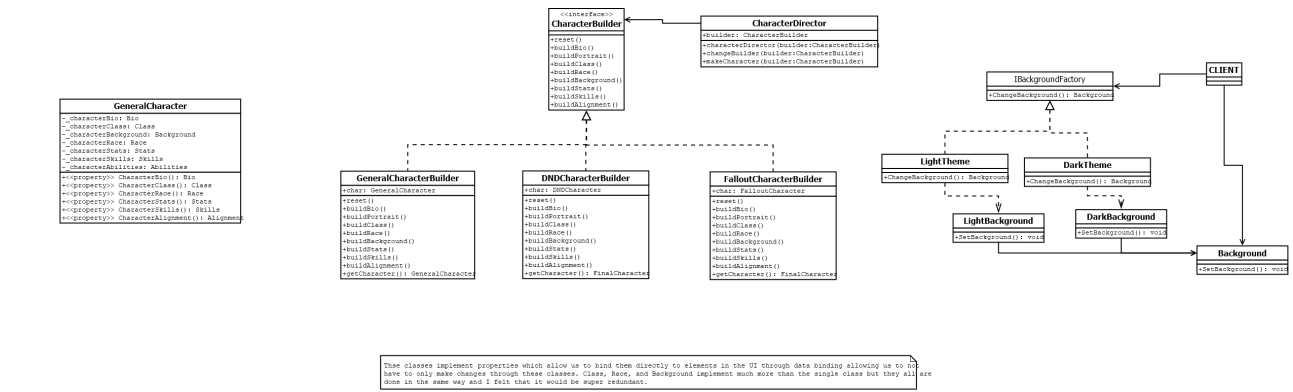 <<interface>>
CharacterBuilder
+reset()
+buildBio()
+buildPortrait()
+buildClass()
+buildRace()
+buildBackground()
+buildStats()
+buildSkills()
+buildAlignment()
CharacterDirector
+builder: CharacterBuilder
+characterDirector(builder:CharacterBuilder)
+changeBuilder(builder:CharacterBuilder)
+makeCharacter(builder:CharacterBuilder)
IBackgroundFactory
+ChangeBackground(): Background
CLIENT
GeneralCharacter
-_characterBio: Bio
-_characterClass: Class
-_characterBackground: Background
-_characterRace: Race
-_characterStats: Stats
-_characterSkills: Skills
-_characterAbilities: Abilities
+<<property>> CharacterBio(): Bio
+<<property>> CharacterClass(): Class
+<<property>> CharacterRace(): Race
+<<property>> CharacterStats(): Stats
+<<property>> CharacterSkills(): Skills
+<<property>> CharacterAlignment(): Alignment
GeneralCharacterBuilder
+char: GeneralCharacter
+reset()
+buildBio()
+buildPortrait()
+buildClass()
+buildRace()
+buildBackground()
+buildStats()
+buildSkills()
+buildAlignment()
+getCharacter(): GeneralCharacter
DNDCharacterBuilder
+char: DNDCharacter
+reset()
+buildBio()
+buildPortrait()
+buildClass()
+buildRace()
+buildBackground()
+buildStats()
+buildSkills()
+buildAlignment()
+getCharacter(): FinalCharacter
FalloutCharacterBuilder
+char: FalloutCharacter
+reset()
+buildBio()
+buildPortrait()
+buildClass()
+buildRace()
+buildBackground()
+buildStats()
+buildSkills()
+buildAlignment()
+getCharacter(): FinalCharacter
LightTheme
+ChangeBackground(): Background
DarkTheme
+ChangeBackground(): Background
LightBackground
+SetBackground(): void
DarkBackground
+SetBackground(): void
Background
+SetBackground(): void
Thse classes implement properties which allow us to bind them directly to elements in the UI through data binding allowing us to not
have to only make changes through these classes. Class, Race, and Background implement much more than the single class but they all are
done in the same way and I felt that it would be super redundant.